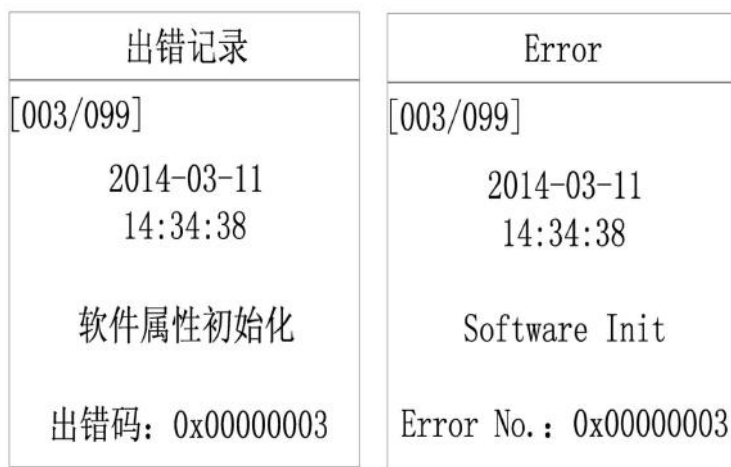 出错记录
[003/099]
2014-03-11
14:34:38
软件属性初始化
出错码：0x00000003
Error
[003/099]
2014-03-11
14:34:38
Software Init
Error No.：0x00000003